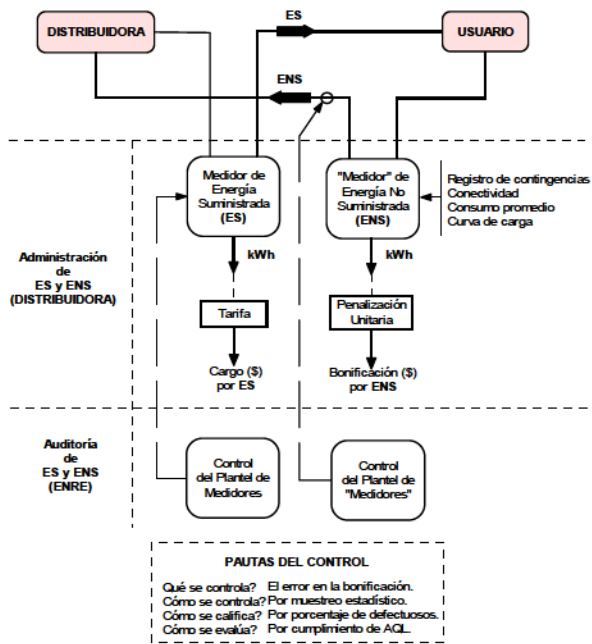 ES
DISTRIBUIDORA
USUARIO
ENS
Medidor de
Energía
Suministrada
(ES)
"Medidor" de
Energía No
Suministrada
(ENS)
Registro de contingencias
Conectividad
Consumo promedio
Curva de carga
Administración
de
ES y ENS
(DISTRIBUIDORA)
kWh
kWh
Tarifa
Penalización
Unitaria
Cargo ($)
por ES
Bonificación ($)
por ENS
Auditoría
de
ES y ENS
(ENRE)
Control
del Plantel de
Medidores
Control
del Plantel de
"Medidores"
PAUTAS DEL CONTROL
Qué se controla? El error en la bonificación.
Cómo se controla? Por muestreo estadístico.
Cómo se califica? Por porcentaje de defectuosos.
Cómo se evalúa? Por cumplimiento de AQL.